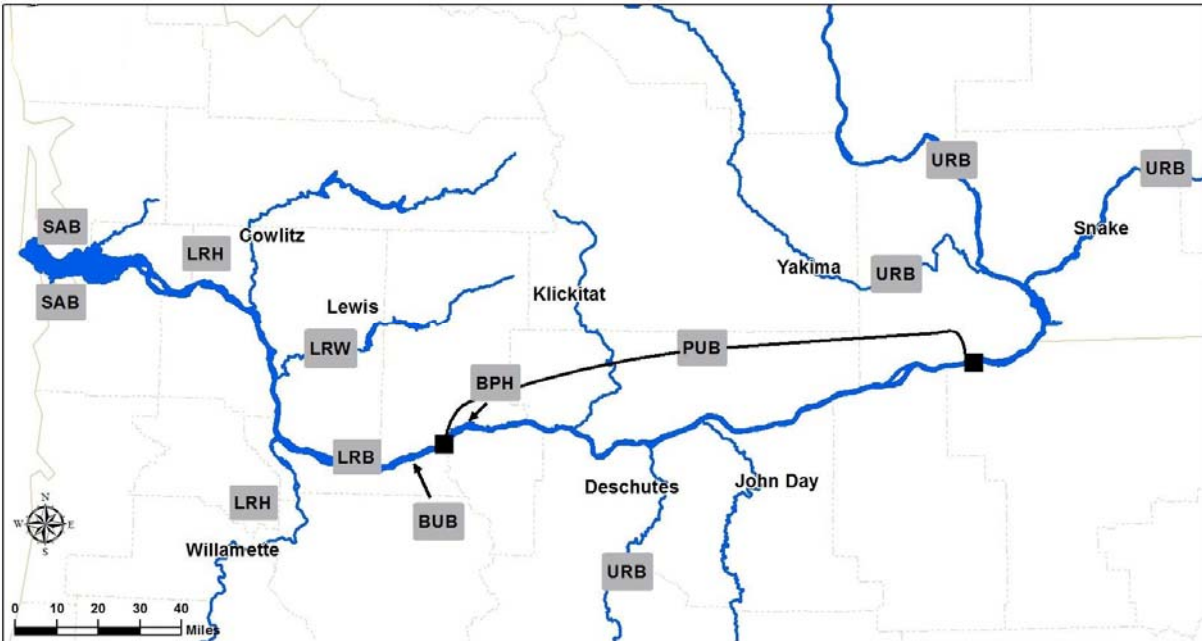 URB
URB
SAB
Cowlitz
LRH
Snake
Yakima
URB
SAB
Lewis
Klickitat
LRW
PUB
BPH
LRB
Deschutes
John Day
LRH
BUB
N
W
E
S
Willamette
URB
0 10 20 30 40
Miles